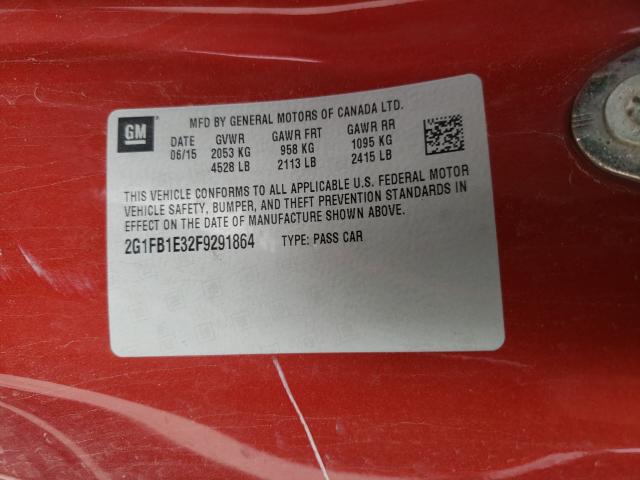 MFD BY GENERAL MOTORS OF CANADA LTD.
GM
DATE GVWR GAWR FRT GAWR RR
06/15 2053 KG 958 KG 1095 KG
4528 LB 2113 LB 2415 LB
THIS VEHICLE CONFORMS TO ALL APPLICABLE U.S. FEDERAL MOTOR
VEHICLE SAFETY, BUMPER, AND THEFT PREVENTION STANDARDS IN
EFFECT ON THE DATE OF MANUFACTURE SHOWN ABOVE.
2G1FB1E32F9291864 TYPE: PASS CAR